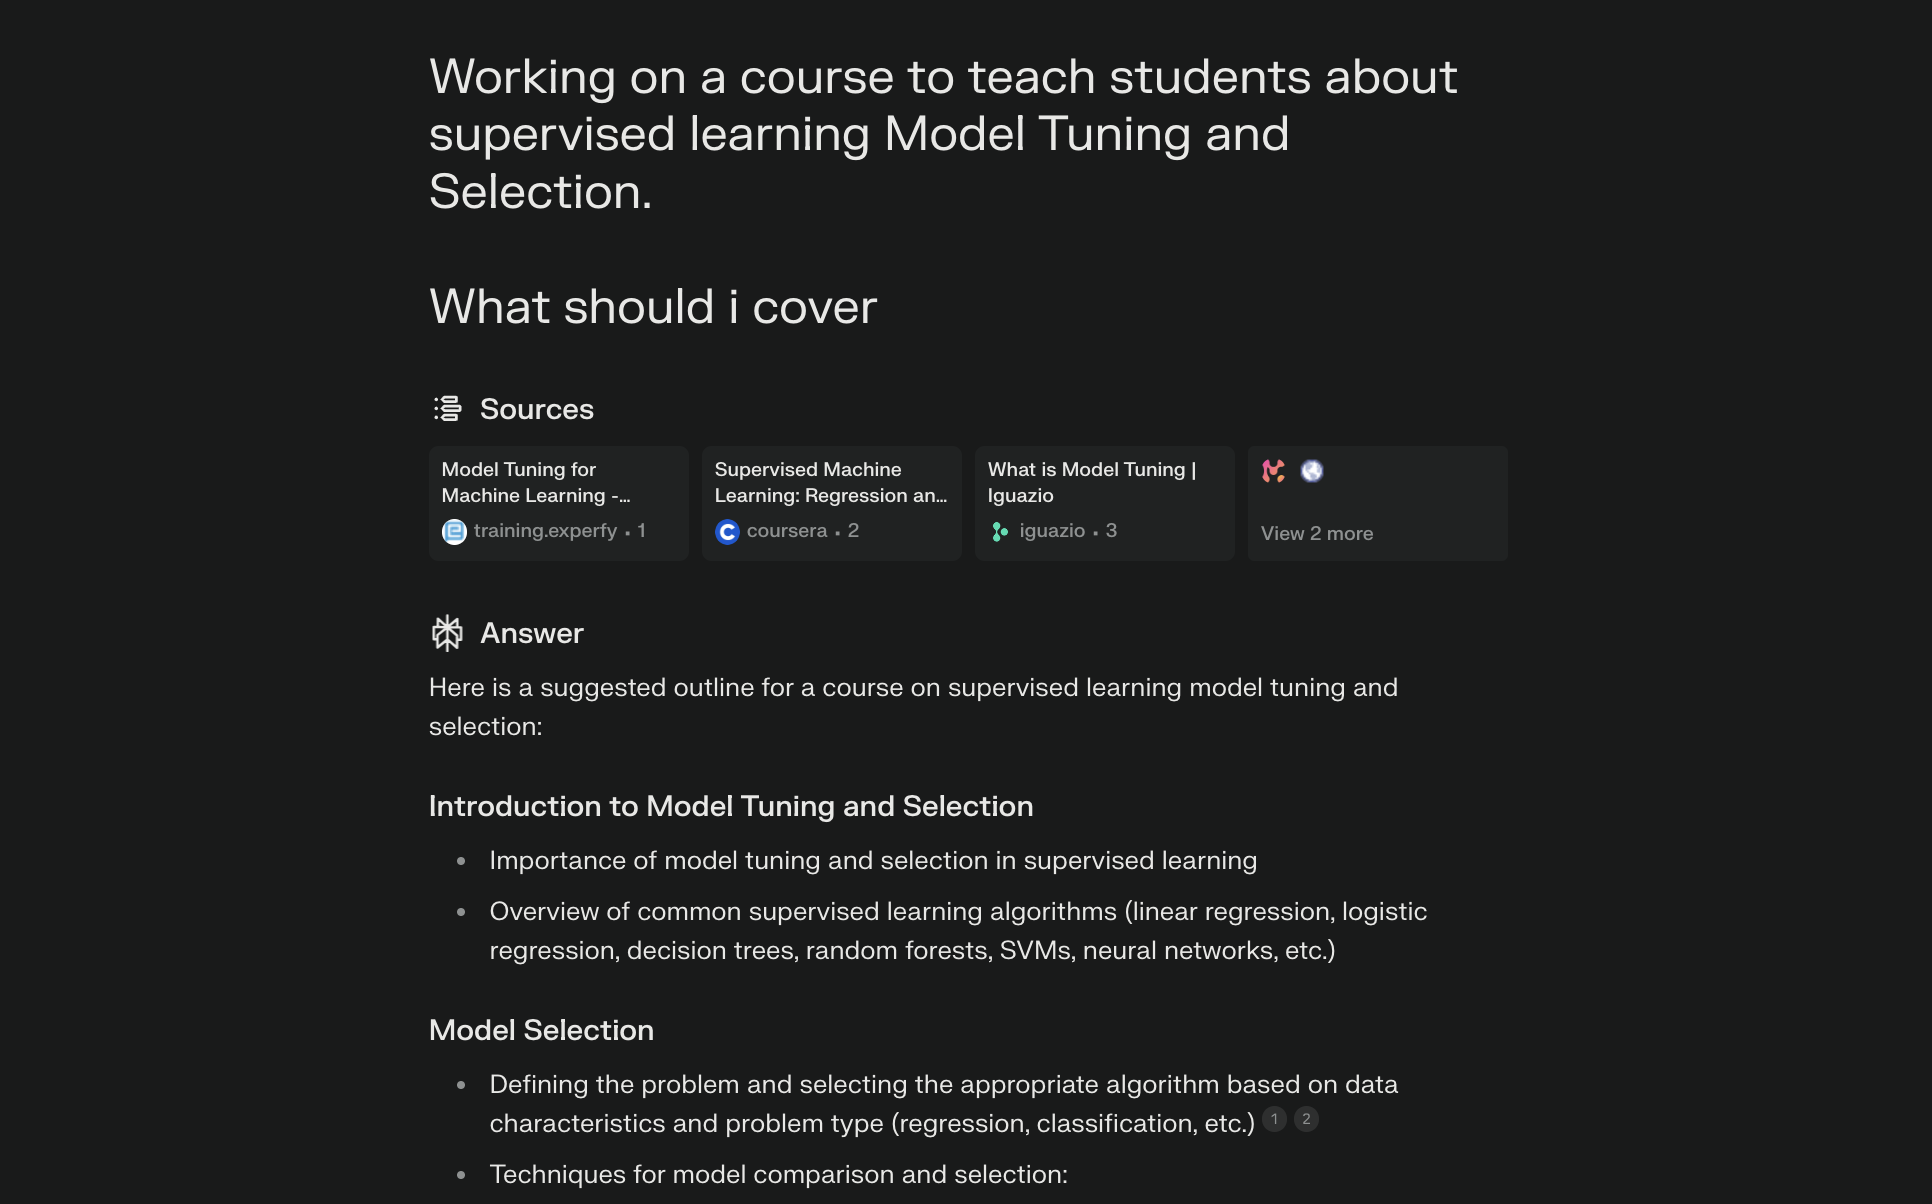 Working on a course to teach students about
supervised learning Model Tuning and
Selection.
What should i cover
Sources
Model Tuning for
Machine Learning -...
training.experfy · 1
Supervised Machine
Learning: Regression an...
coursera · 2
What is Model Tuning |
Iguazio
iguazio · 3
View 2 more
Answer
Here is a suggested outline for a course on supervised learning model tuning and
selection:
Introduction to Model Tuning and Selection
• Importance of model tuning and selection in supervised learning
• Overview of common supervised learning algorithms (linear regression, logistic
regression, decision trees, random forests, SVMs, neural networks, etc.)
Model Selection
• Defining the problem and selecting the appropriate algorithm based on data
characteristics and problem type (regression, classification, etc.) 1 2
• Techniques for model comparison and selection: